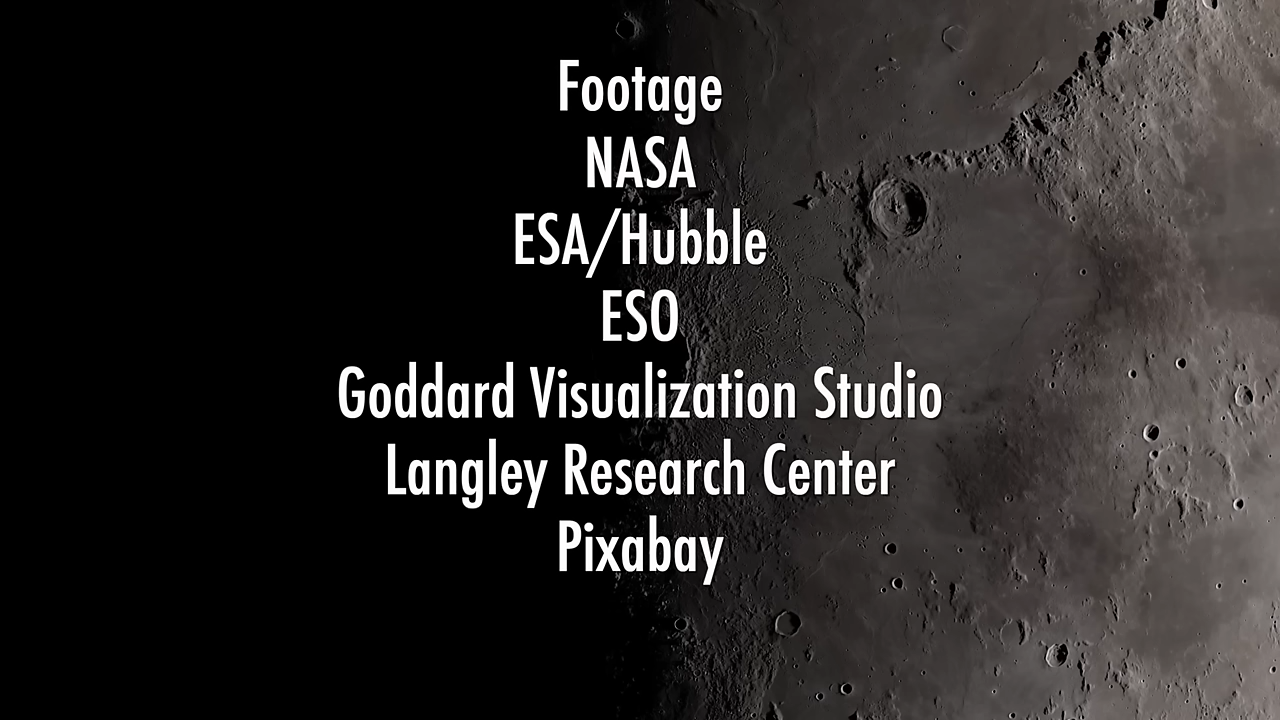 Footage
NASA
ESA/Hubble
ESO
Goddard Visualization Studio
Langley Research Center
Pixabay